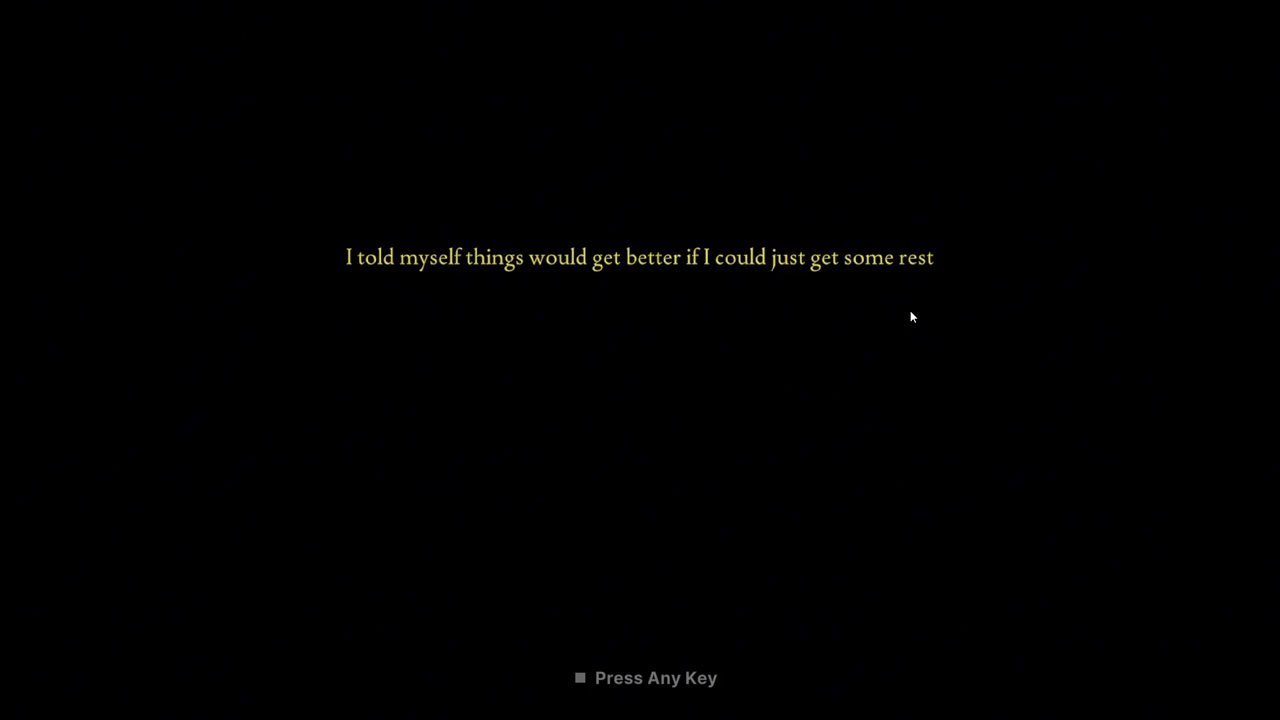 I told myself things would get better if I could just get some rest
Press Any Key